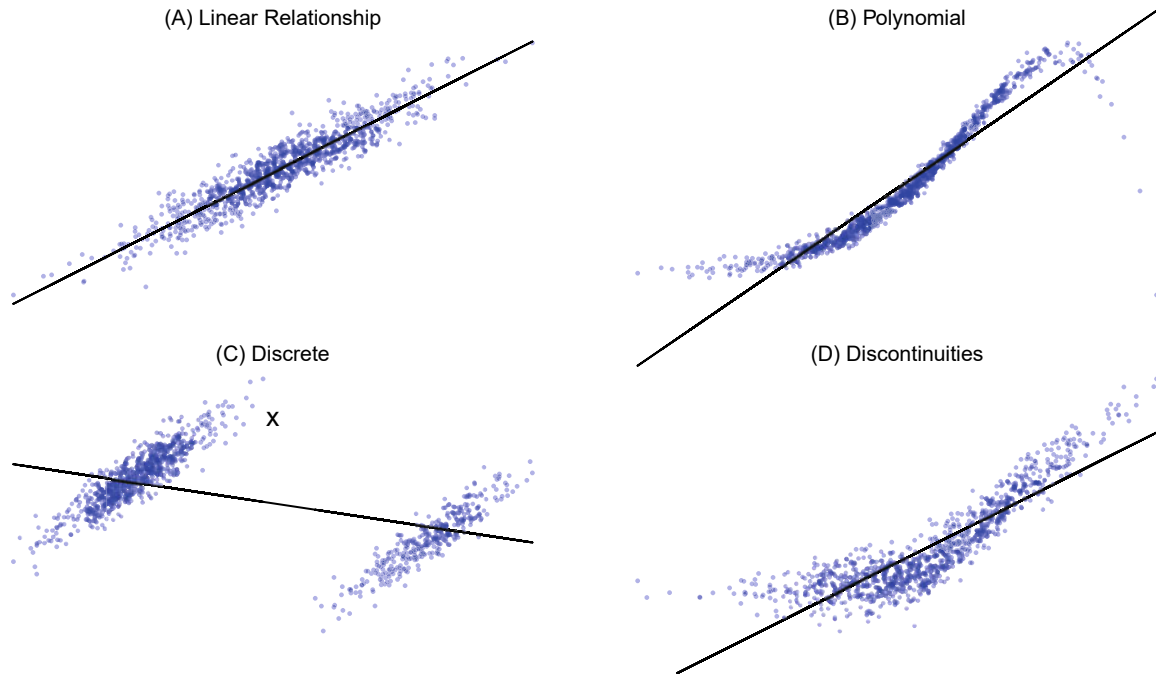 (A) Linear Relationship
(B) Polynomial
(C) Discrete
(D) Discontinuities
x